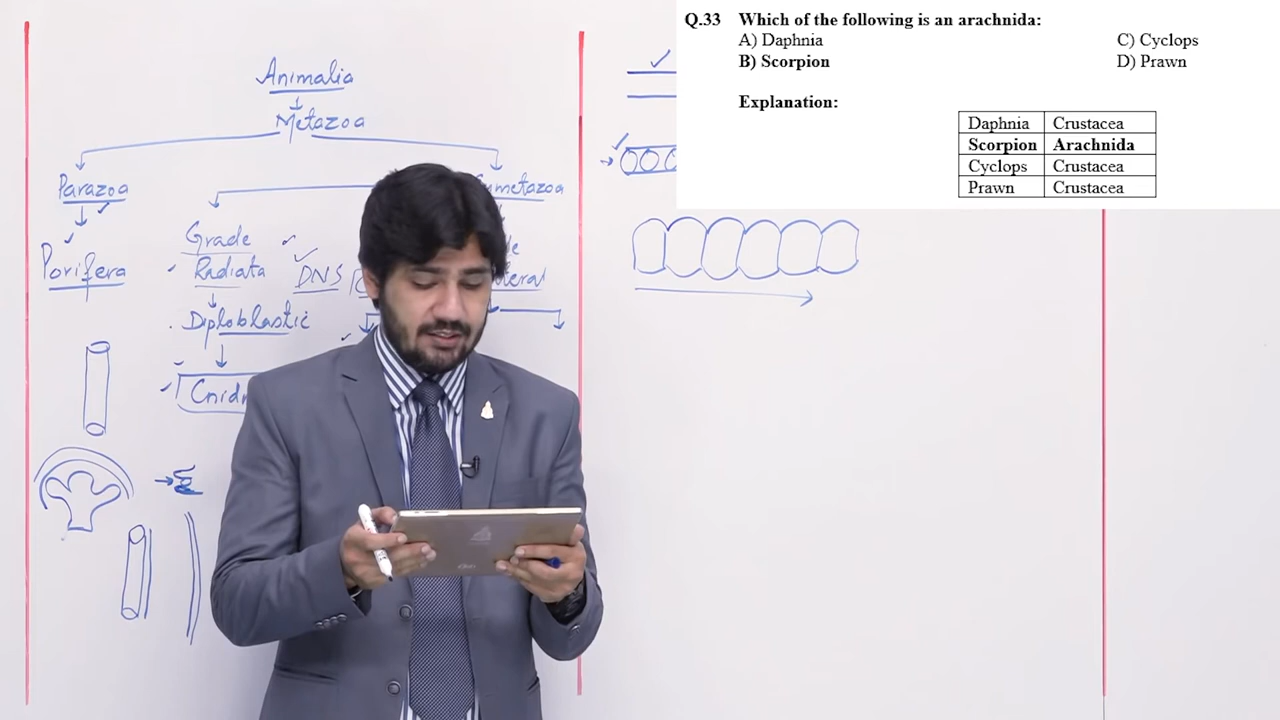 Animalia
Metazoa
Parazoa
Porifera
Grade
Radiata
DNS
Diploblastic
Q.33 Which of the following is an arachnida:
A) Daphnia C) Cyclops
B) Scorpion D) Prawn
Explanation:
Daphnia Crustacea
Scorpion Arachnida
Cyclops Crustacea
Prawn Crustacea